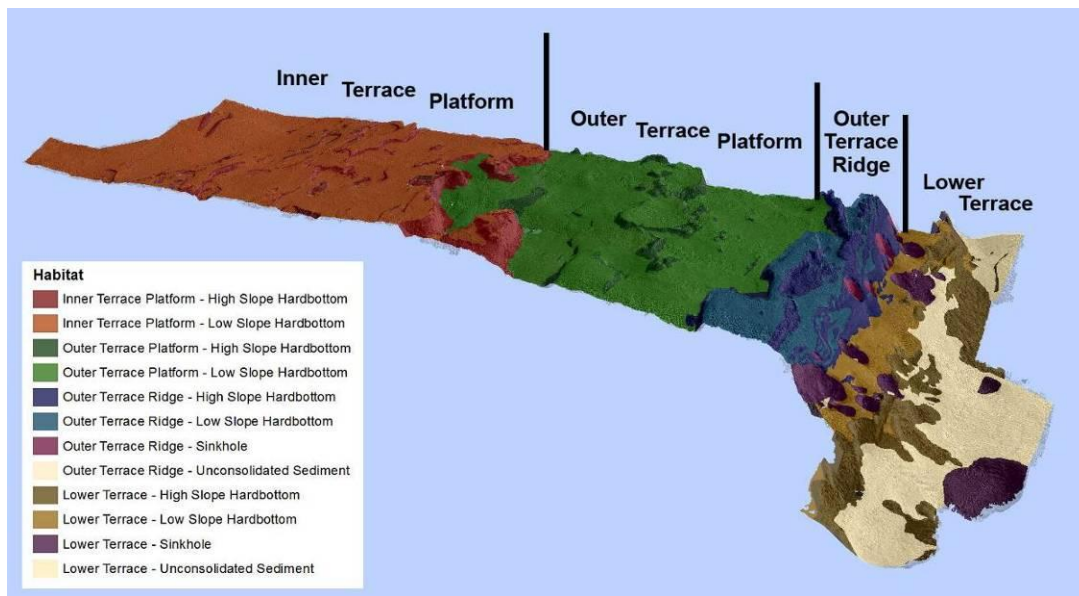 Inner Terrace Platform
Outer Terrace Platform
Outer
Terrace
Ridge
Lower
Terrace
Habitat
Inner Terrace Platform - High Slope Hardbottom
Inner Terrace Platform - Low Slope Hardbottom
Outer Terrace Platform - High Slope Hardbottom
Outer Terrace Platform - Low Slope Hardbottom
Outer Terrace Ridge - High Slope Hardbottom
Outer Terrace Ridge - Low Slope Hardbottom
Outer Terrace Ridge - Sinkhole
Outer Terrace Ridge - Unconsolidated Sediment
Lower Terrace - High Slope Hardbottom
Lower Terrace - Low Slope Hardbottom
Lower Terrace - Sinkhole
Lower Terrace - Unconsolidated Sediment